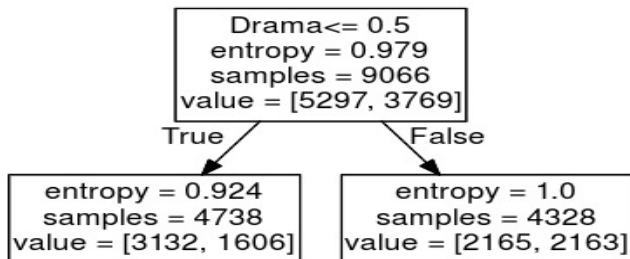 Drama<= 0.5
entropy = 0.979
samples = 9066
value = [5297, 3769]
True
False
entropy = 0.924
samples = 4738
value = [3132, 1606]
entropy = 1.0
samples = 4328
value = [2165, 2163]